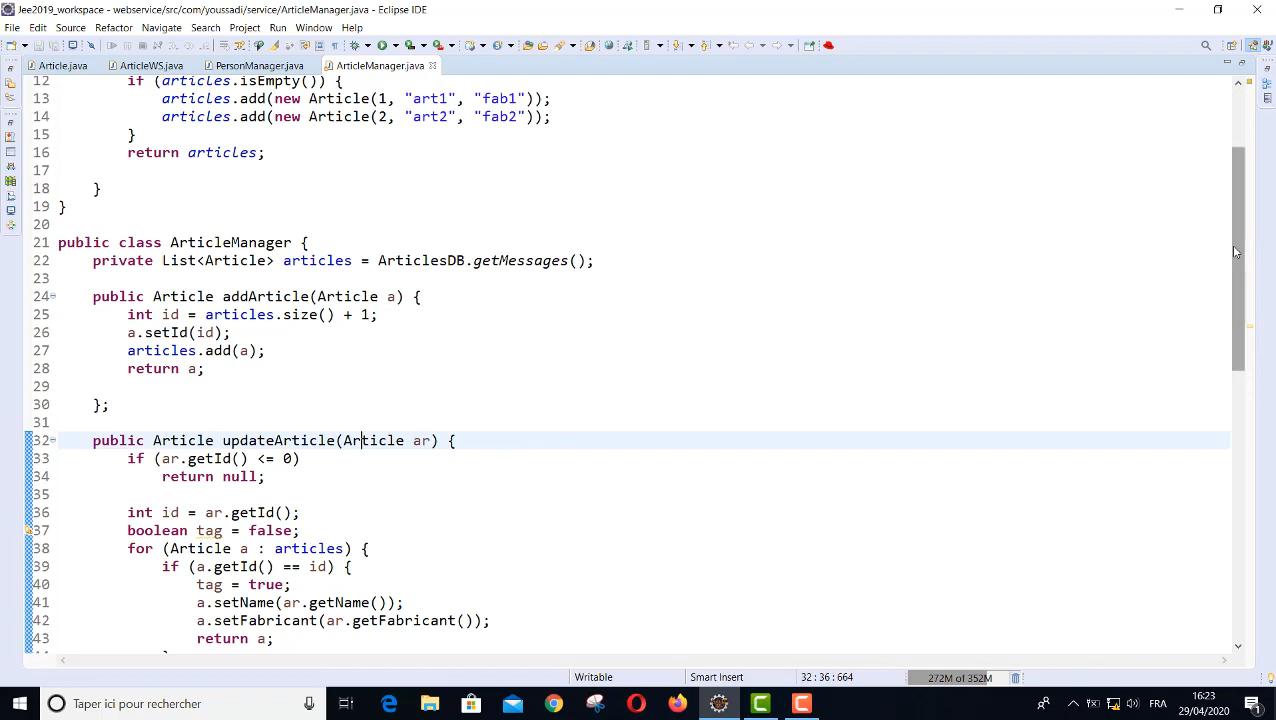 Jee2019_workspace - webservice/src/com/youssadi/service/ArticleManager.java - Eclipse IDE
File Edit Source Refactor Navigate Search Project Run Window Help
Article.java ArticleWS.java PersonManager.java ArticleManager.java
12 if (articles.isEmpty()) {
13 articles.add(new Article(1, "art1", "fab1"));
14 articles.add(new Article(2, "art2", "fab2"));
15 }
16 return articles;
17
18 }
19 }
20
21 public class ArticleManager {
22 private List<Article> articles = ArticlesDB.getMessages();
23
24 public Article addArticle(Article a) {
25 int id = articles.size() + 1;
26 a.setId(id);
27 articles.add(a);
28 return a;
29
30 };
31
32 public Article updateArticle(Article ar) {
33 if (ar.getId() <= 0)
34 return null;
35
36 int id = ar.getId();
37 boolean tag = false;
38 for (Article a : articles) {
39 if (a.getId() == id) {
40 tag = true;
41 a.setName(ar.getName());
42 a.setFabricant(ar.getFabricant());
43 return a;
Writable Smart Insert 32 : 36 : 664 272M of 352M
Taper ici pour rechercher
FRA
16:23
29/04/2020
1